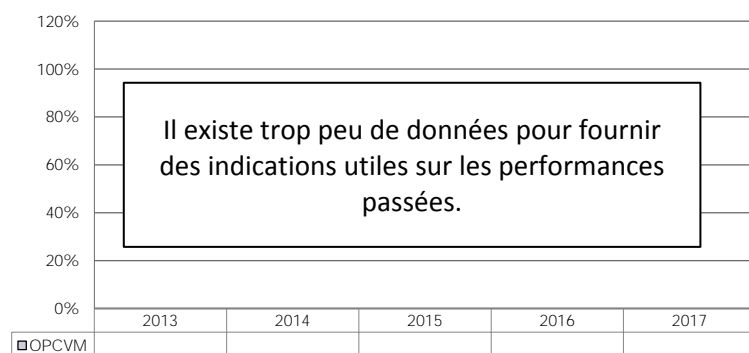 120%
100%
80%
60%
40%
20%
0%
Il existe trop peu de données pour fournir
des indications utiles sur les performances
passées.
2013 2014 2015 2016 2017
OPCVM